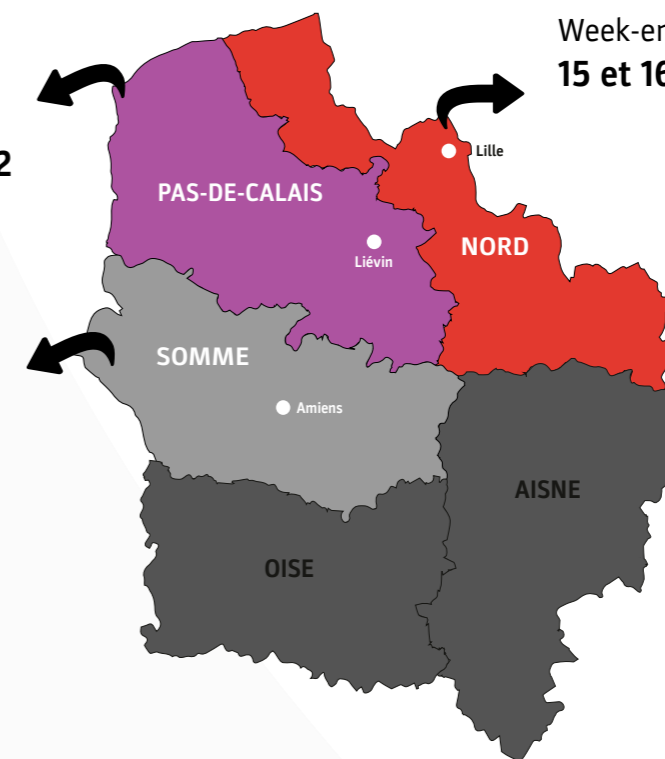 Week-en
15 et 16
2
Lille
PAS-DE-CALAIS
NORD
Liévin
SOMME
Amiens
AISNE
OISE